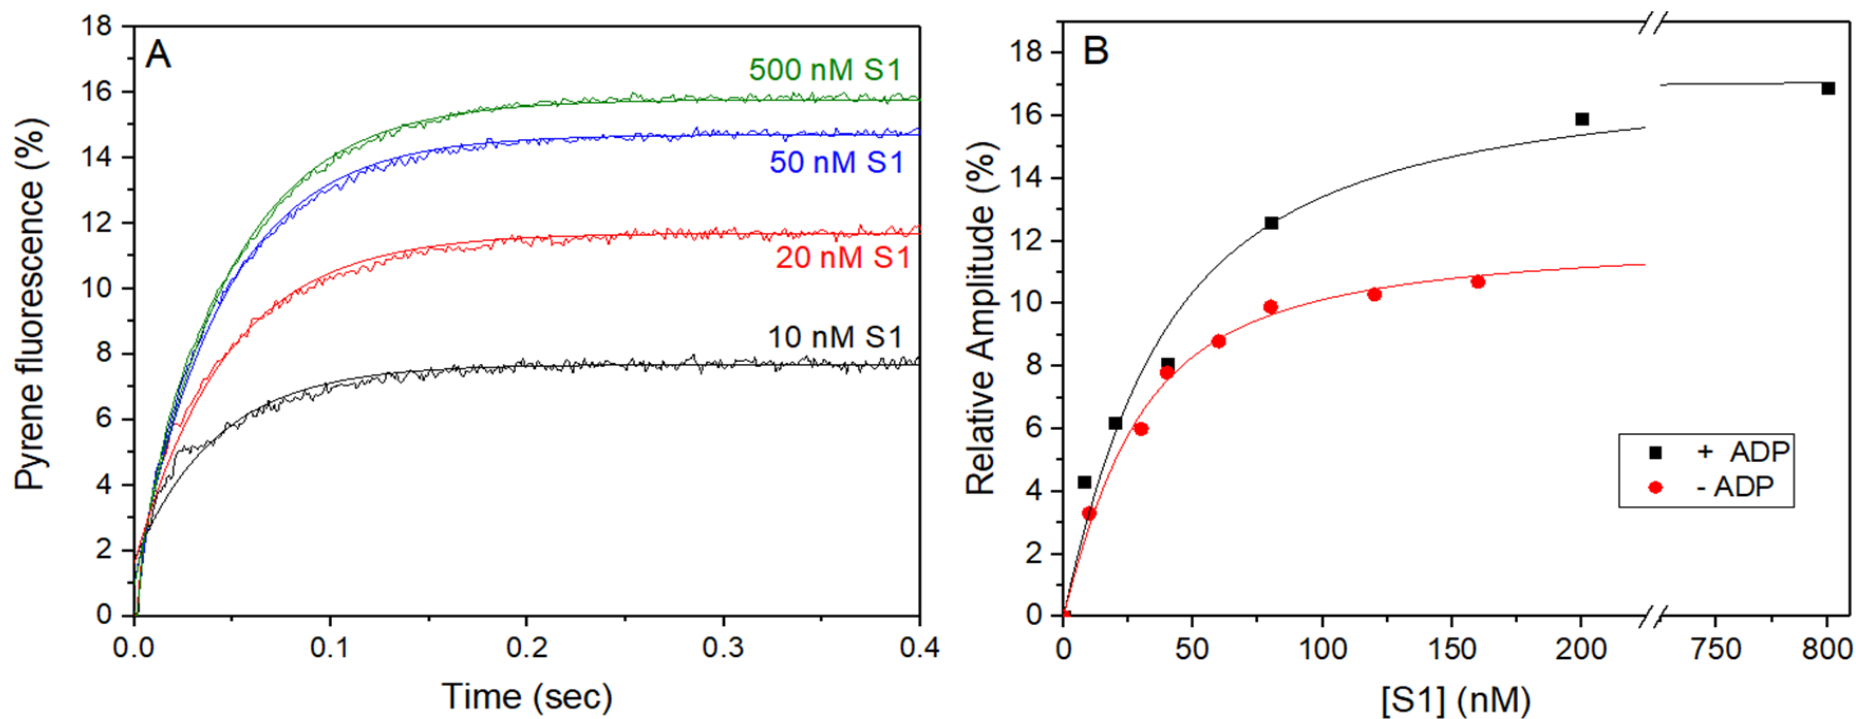 A
18
16
14
12
10
8
6
4
2
0
Pyrene fluorescence (%)
500 nM S1
50 nM S1
20 nM S1
10 nM S1
0.0 0.1 0.2 0.3 0.4
Time (sec)
B
18
16
14
12
10
8
6
4
2
0
Relative Amplitude (%)
+ ADP
- ADP
0 50 100 150 200 750 800
[S1] (nM)